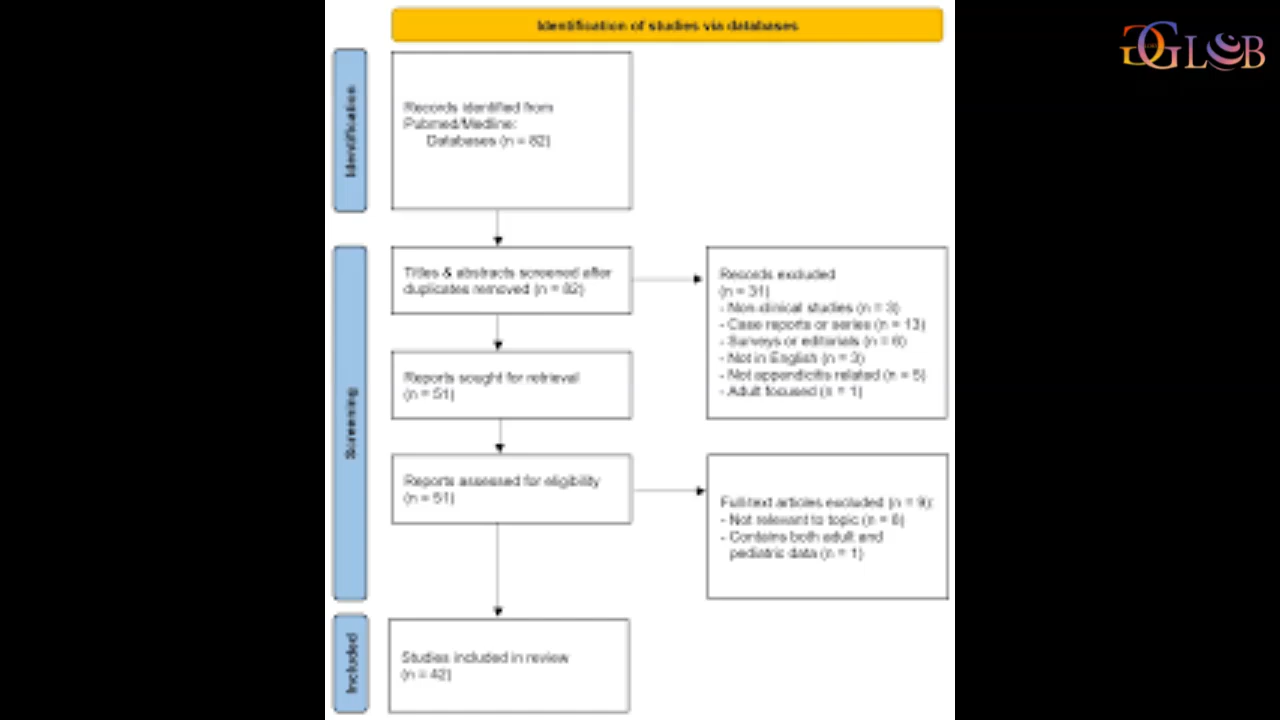 Identification of studies via databases
GGLOB
Identification
Records identified from
Pubmed/Medline:
Databases (n = 82)
Screening
Titles & abstracts screened after
duplicates removed (n = 82)
Records excluded
(n = 31)
- Non-clinical studies (n = 3)
- Case reports or series (n = 13)
- Surveys or editorials (n = 6)
- Not in English (n = 3)
- Not appendicitis related (n = 5)
- Adult focused (n = 1)
Reports sought for retrieval
(n = 51)
Reports assessed for eligibility
(n = 51)
Full-text articles excluded (n = 9):
- Not relevant to topic (n = 8)
- Contains both adult and
pediatric data (n = 1)
Included
Studies included in review
(n = 42)